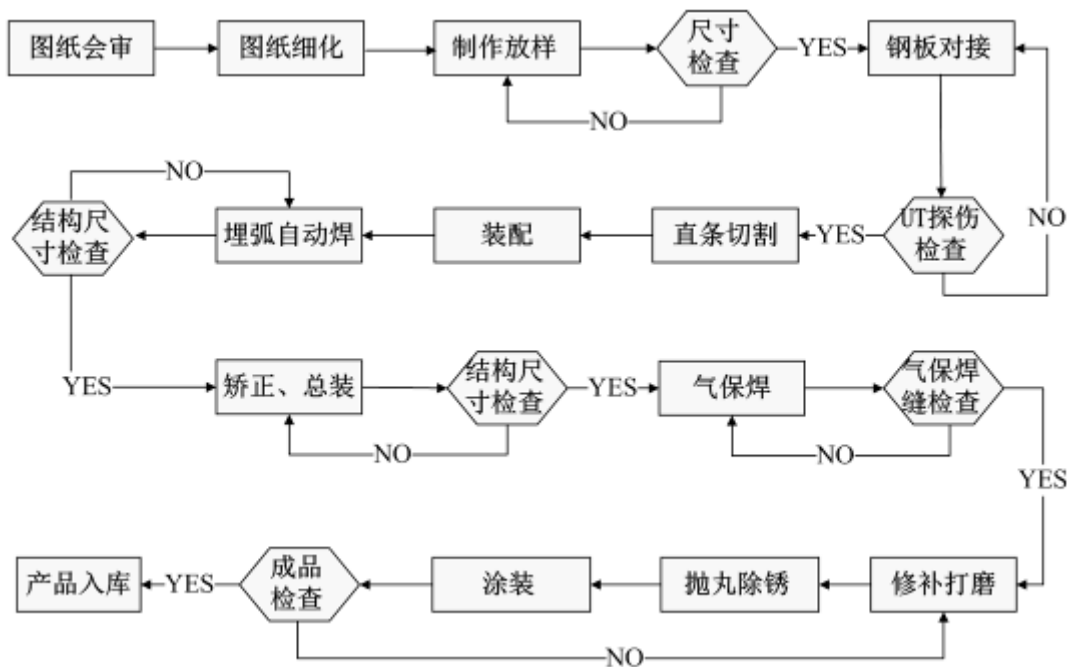 图纸会审
图纸细化
制作放样
尺寸
检查
YES
钢板对接
NO
NO
结构尺
寸检查
埋弧自动焊
装配
直条切割
YES
UT探伤
检查
NO
YES
矫正、总装
结构尺
寸检查
YES
气保焊
气保焊
缝检查
NO
NO
YES
产品入库
YES
成品
检查
涂装
抛丸除锈
修补打磨
NO